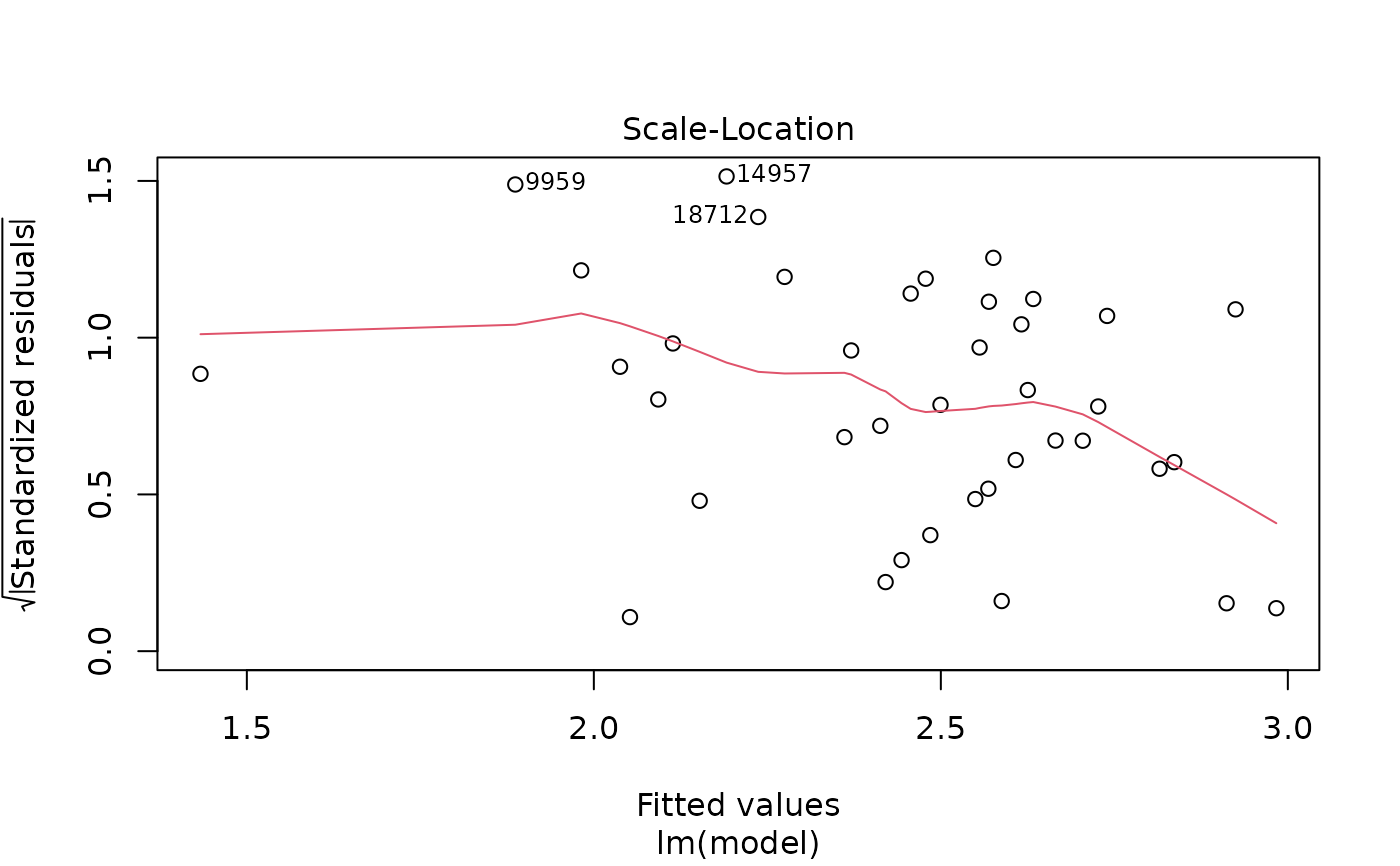 Scale-Location
1.5
9959
14957
18712
1.0
0.5
0.0
√|Standardized residuals|
1.5 2.0 2.5 3.0
Fitted values
lm(model)